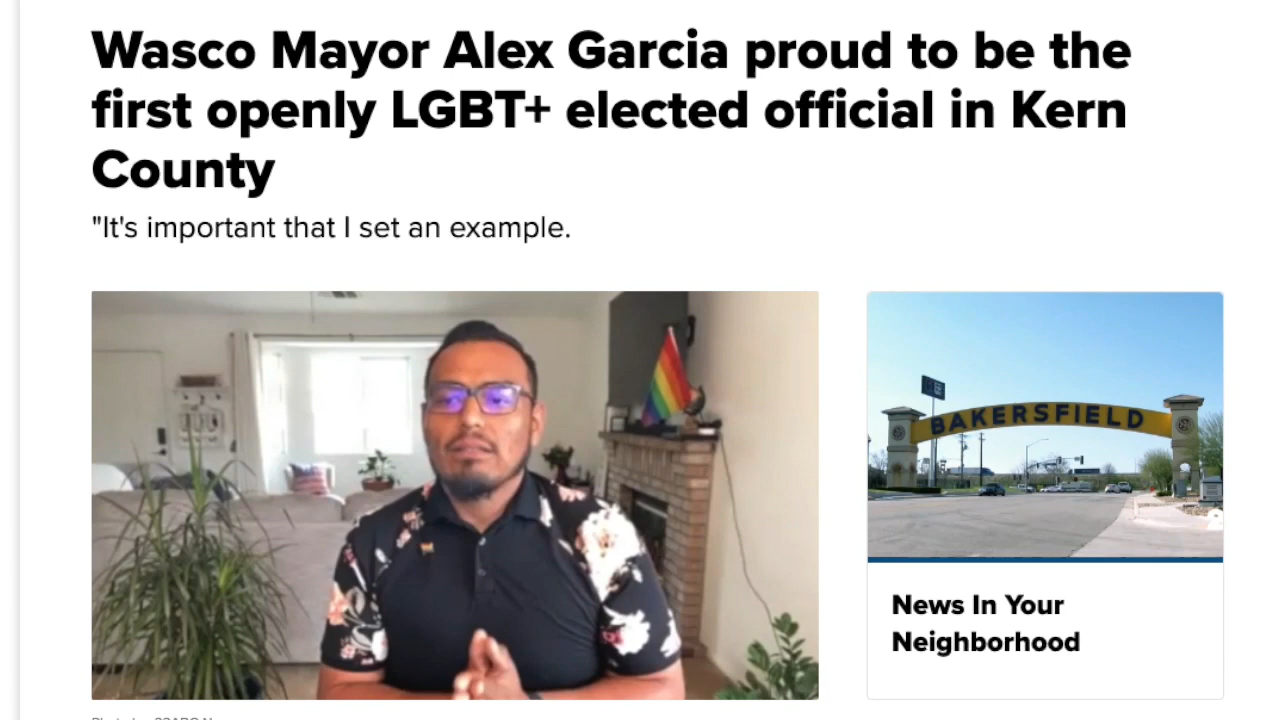 Wasco Mayor Alex Garcia proud to be the
first openly LGBT+ elected official in Kern
County
"It's important that I set an example.
BAKERSFIELD
News In Your
Neighborhood